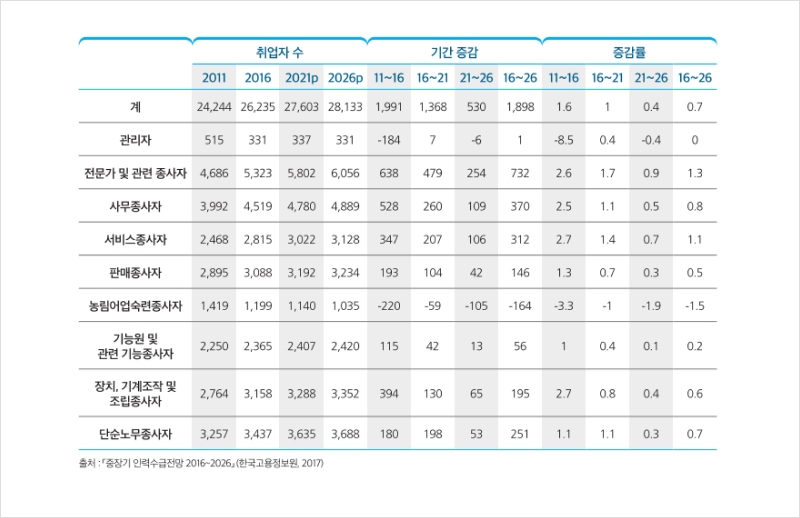 취업자 수 기간 증감 증감률
2011 2016 2021p 2026p 11~16 16~21 21~26 16~26 11~16 16~21 21~26 16~26
계 24,244 26,235 27,603 28,133 1,991 1,368 530 1,898 1.6 1 0.4 0.7
관리자 515 331 337 331 -184 7 -6 1 -8.5 0.4 -0.4 0
전문가 및 관련 종사자 4,686 5,323 5,802 6,056 638 479 254 732 2.6 1.7 0.9 1.3
사무종사자 3,992 4,519 4,780 4,889 528 260 109 370 2.5 1.1 0.5 0.8
서비스종사자 2,468 2,815 3,022 3,128 347 207 106 312 2.7 1.4 0.7 1.1
판매종사자 2,895 3,088 3,192 3,234 193 104 42 146 1.3 0.7 0.3 0.5
농림어업숙련종사자 1,419 1,199 1,140 1,035 -220 -59 -105 -164 -3.3 -1 -1.9 -1.5
기능원 및
관련 기능종사자 2,250 2,365 2,407 2,420 115 42 13 56 1 0.4 0.1 0.2
장치, 기계조작 및
조립종사자 2,764 3,158 3,288 3,352 394 130 65 195 2.7 0.8 0.4 0.6
단순노무종사자 3,257 3,437 3,635 3,688 180 198 53 251 1.1 1.1 0.3 0.7
출처 : 『중장기 인력수급전망 2016~2026』 (한국고용정보원, 2017)